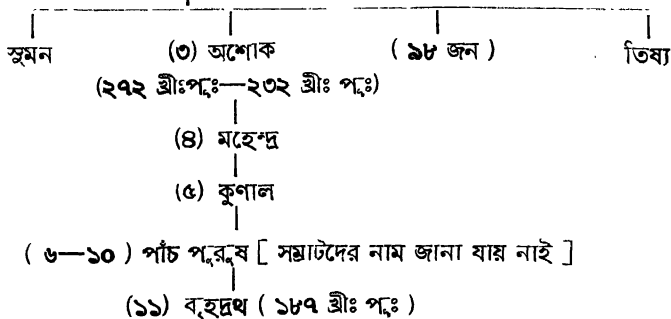 সুমন (৩) অশোক (৯৮ জন) তিষ্য
(২৭২ খ্রীঃপূঃ—২৩২ খ্রীঃ পূঃ)
(৪) মহেন্দ্র
(৫) কুণাল
(৬—১০) পাঁচ পুরুষ [ সম্রাটদের নাম জানা যায় নাই ]
(১১) বৃহদ্রথ (১৮৭ খ্রীঃ পূঃ)